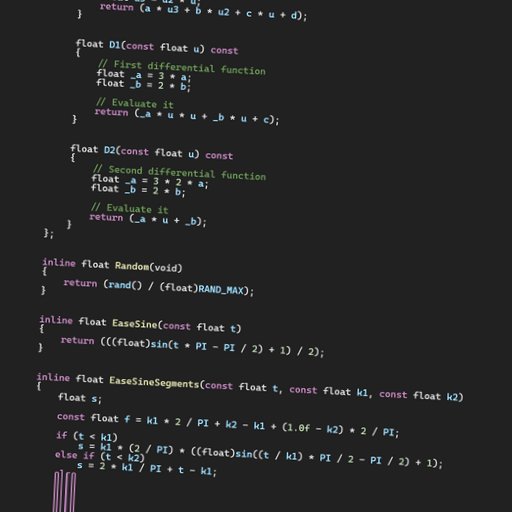 return (a * u3 + b * u2 + c * u + d);
}
float D1(const float u) const
{
// First differential function
float _a = 3 * a;
float _b = 2 * b;
// Evaluate it
return (_a * u * u + _b * u + c);
}
float D2(const float u) const
{
// Second differential function
float _a = 3 * 2 * a;
float _b = 2 * b;
// Evaluate it
return (_a * u + _b);
}
};
inline float Random(void)
{
return (rand() / (float)RAND_MAX);
}
inline float EaseSine(const float t)
{
return (((float)sin(t * PI - PI / 2) + 1) / 2);
}
inline float EaseSineSegments(const float t, const float k1, const float k2)
{
float s;
const float f = k1 * 2 / PI + k2 - k1 + (1.0f - k2) * 2 / PI;
if (t < k1)
s = k1 * (2 / PI) * ((float)sin((t / k1) * PI / 2 - PI / 2) + 1);
else if (t < k2)
s = 2 * k1 / PI + t - k1;